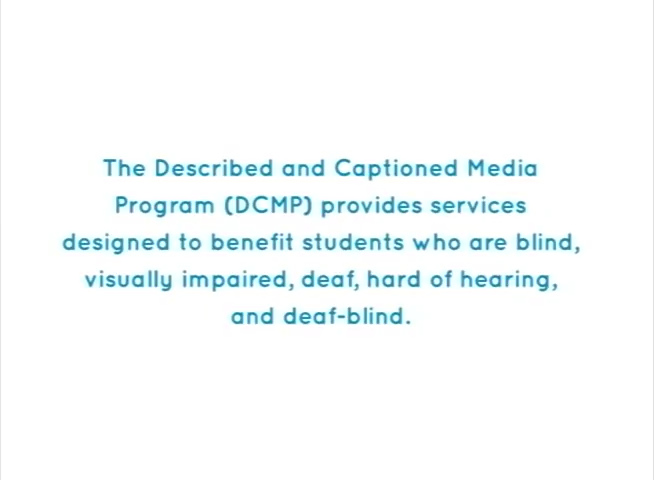 The Described and Captioned Media
Program (DCMP) provides services
designed to benefit students who are blind,
visually impaired, deaf, hard of hearing,
and deaf-blind.